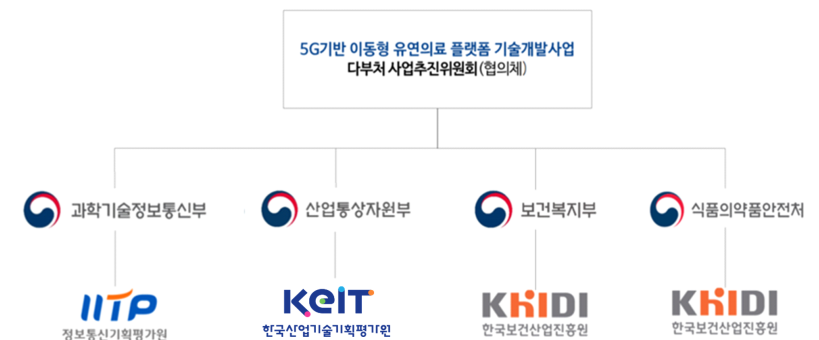 5G기반 이동형 유연의료 플랫폼 기술개발사업
다부처 사업추진위원회(협의체)
과학기술정보통신부
산업통상자원부
보건복지부
식품의약품안전처
IITP
정보통신기획평가원
KEIT
한국산업기술기획평가원
KHIDI
한국보건산업진흥원
KHIDI
한국보건산업진흥원